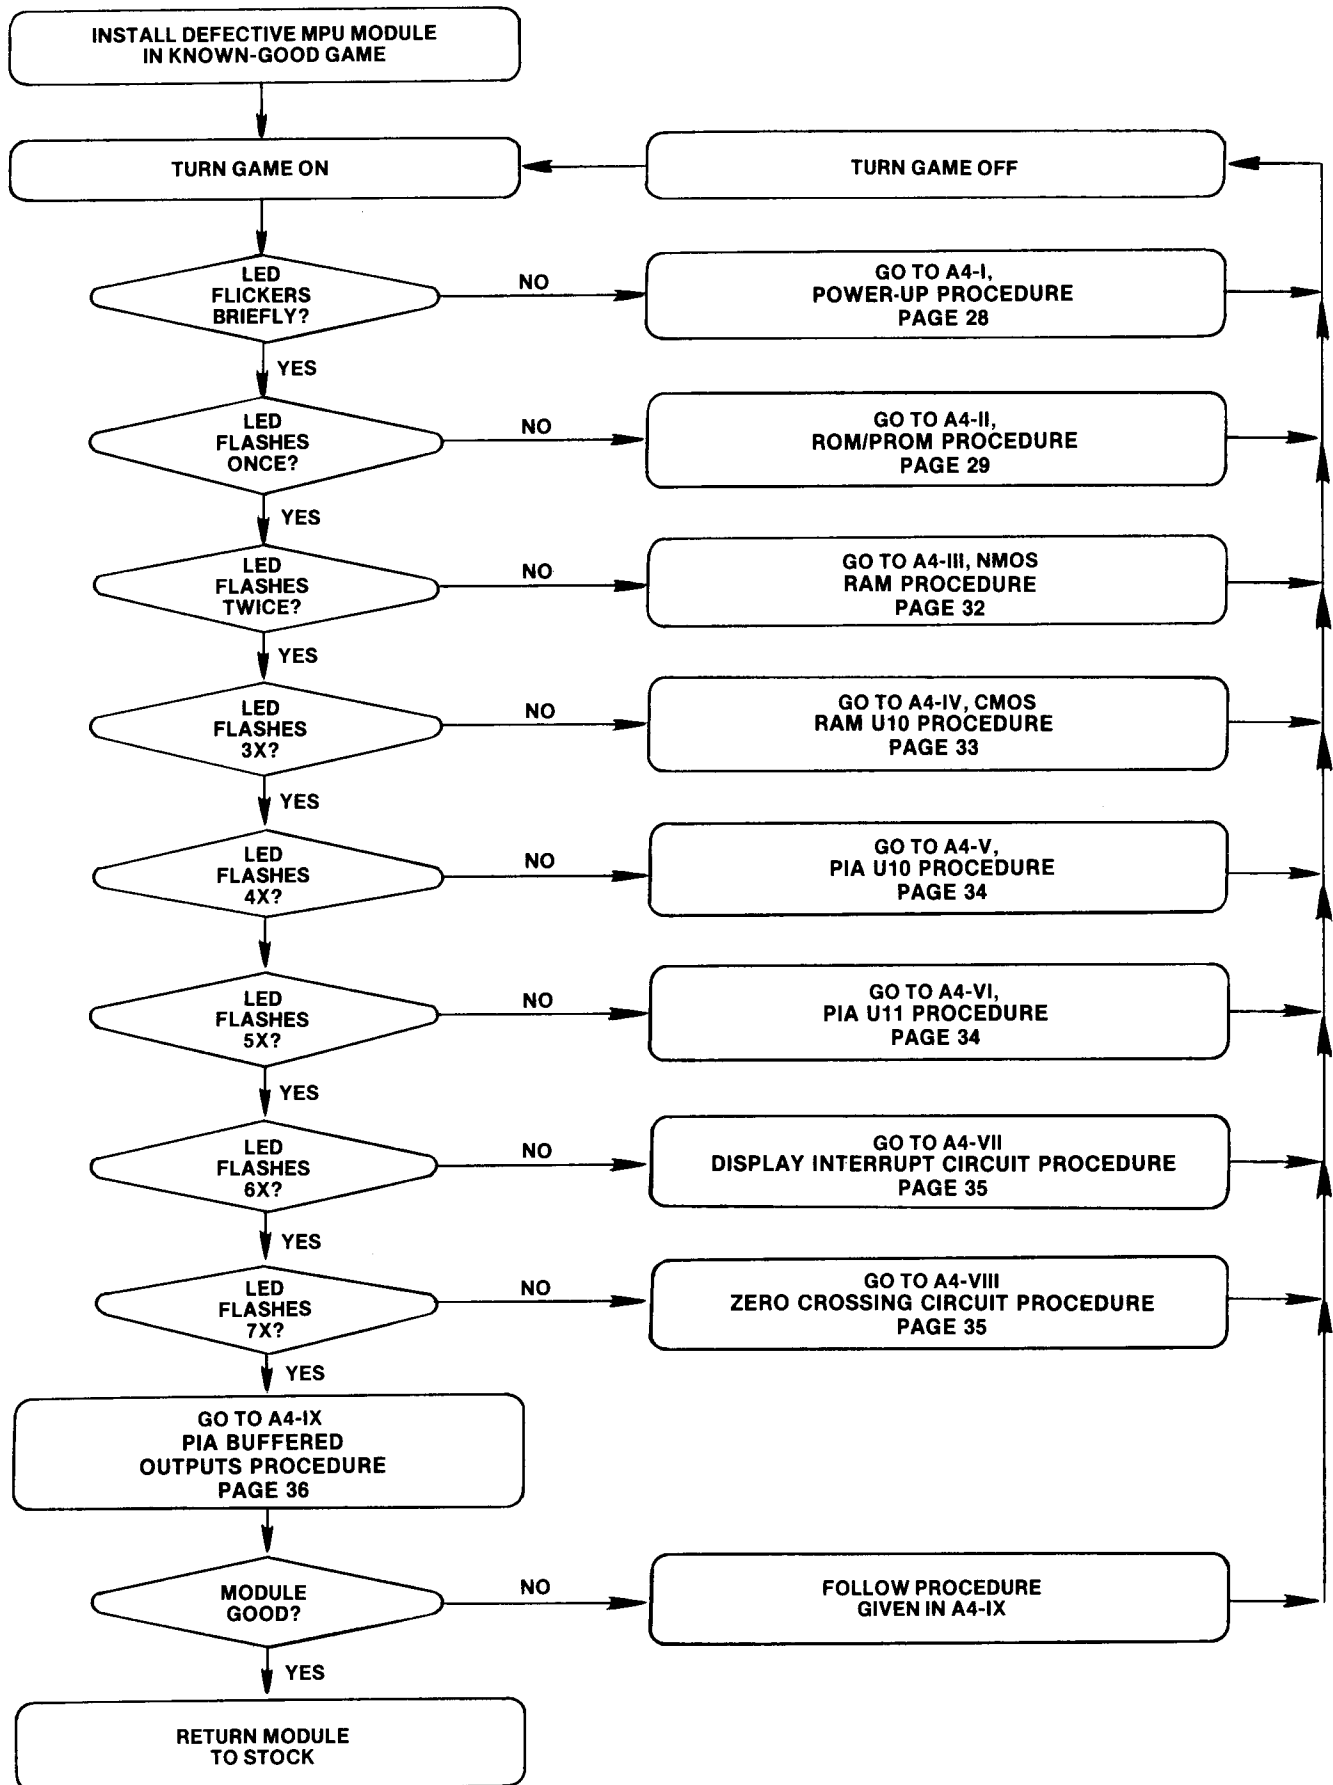 INSTALL DEFECTIVE MPU MODULE
IN KNOWN-GOOD GAME
TURN GAME ON
TURN GAME OFF
LED
FLICKERS
BRIEFLY?
NO
GO TO A4-I,
POWER-UP PROCEDURE
PAGE 28
YES
LED
FLASHES
ONCE?
NO
GO TO A4-II,
ROM/PROM PROCEDURE
PAGE 29
YES
LED
FLASHES
TWICE?
NO
GO TO A4-III, NMOS
RAM PROCEDURE
PAGE 32
YES
LED
FLASHES
3X?
NO
GO TO A4-IV, CMOS
RAM U10 PROCEDURE
PAGE 33
YES
LED
FLASHES
4X?
NO
GO TO A4-V,
PIA U10 PROCEDURE
PAGE 34
LED
FLASHES
5X?
NO
GO TO A4-VI,
PIA U11 PROCEDURE
PAGE 34
YES
LED
FLASHES
6X?
NO
GO TO A4-VII
DISPLAY INTERRUPT CIRCUIT PROCEDURE
PAGE 35
YES
LED
FLASHES
7X?
NO
GO TO A4-VIII
ZERO CROSSING CIRCUIT PROCEDURE
PAGE 35
YES
GO TO A4-IX
PIA BUFFERED
OUTPUTS PROCEDURE
PAGE 36
MODULE
GOOD?
NO
FOLLOW PROCEDURE
GIVEN IN A4-IX
YES
RETURN MODULE
TO STOCK